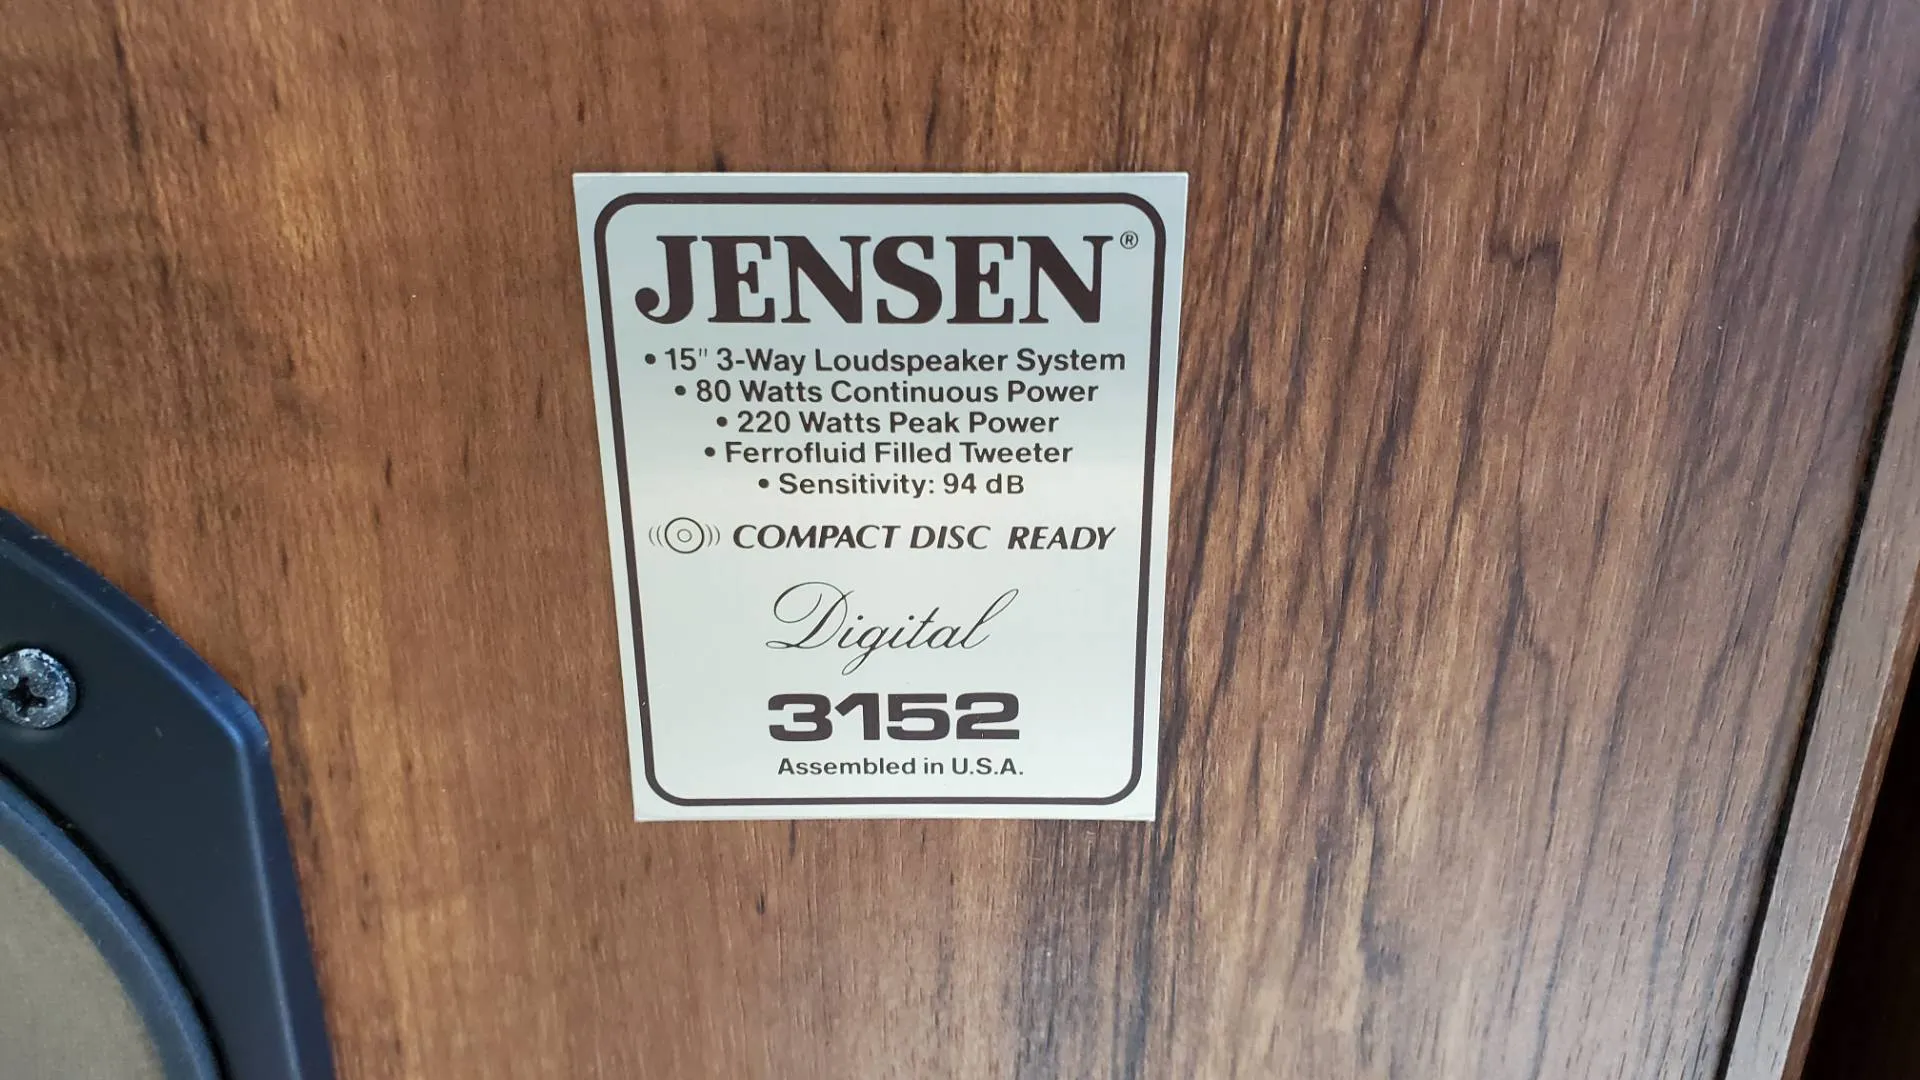 JENSEN®
• 15" 3-Way Loudspeaker System
• 80 Watts Continuous Power
• 220 Watts Peak Power
• Ferrofluid Filled Tweeter
• Sensitivity: 94 dB
COMPACT DISC READY
Digital
3152
Assembled in U.S.A.